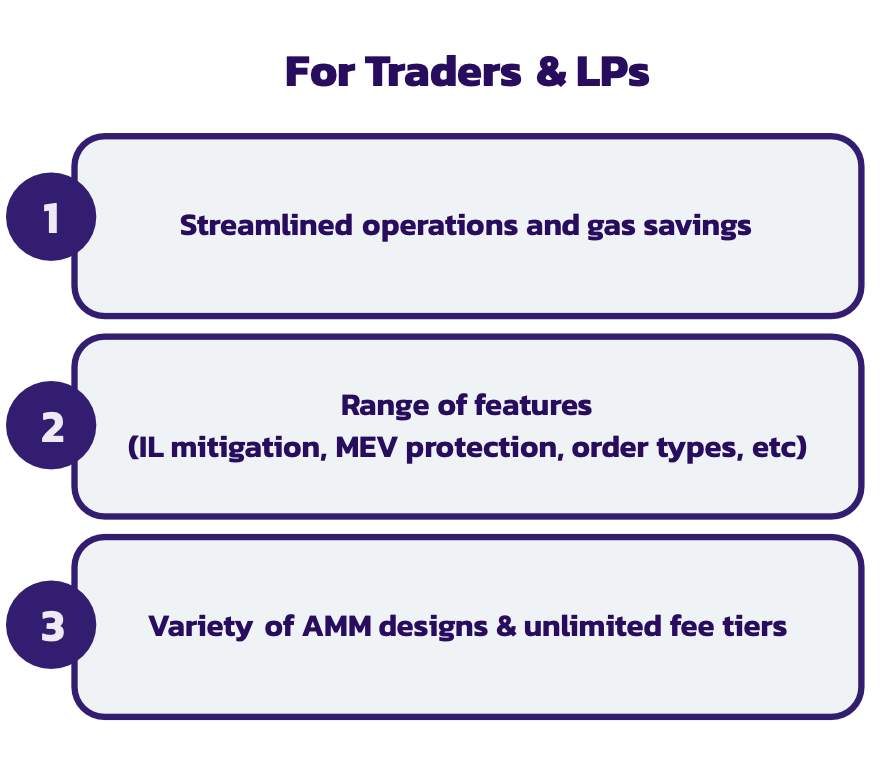 For Traders & LPs
1
Streamlined operations and gas savings
2
Range of features
(IL mitigation, MEV protection, order types, etc)
3
Variety of AMM designs & unlimited fee tiers